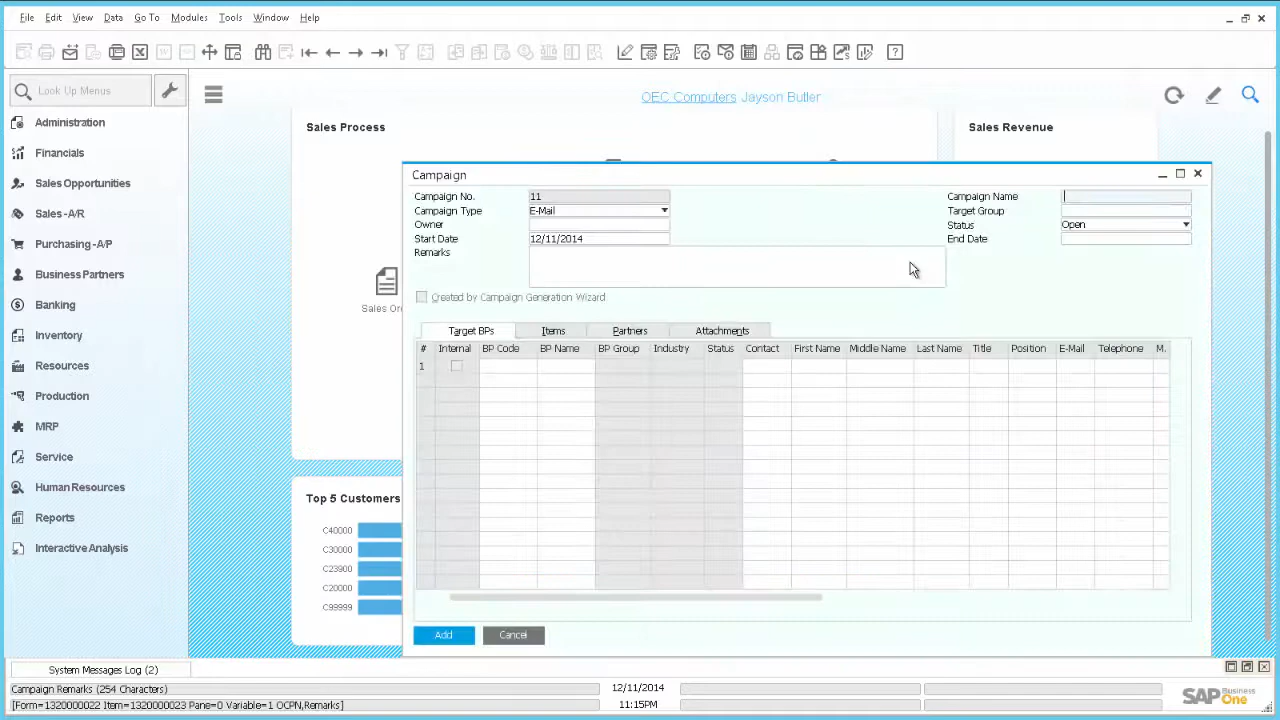 File Edit View Data Go To Modules Tools Window Help
Look Up Menus
OEC Computers Jayson Butler
Administration
Financials
Sales Opportunities
Sales - A/R
Purchasing - A/P
Business Partners
Banking
Inventory
Resources
Production
MRP
Service
Human Resources
Reports
Interactive Analysis
Sales Process
Sales Revenue
Sales Or
Top 5 Customers
C40000
C30000
C23900
C20000
C99999
Campaign
Campaign No. 11 Campaign Name
Campaign Type E-Mail Target Group
Owner Status Open
Start Date 12/11/2014 End Date
Remarks
Created by Campaign Generation Wizard
Target BPs Items Partners Attachments
# Internal BP Code BP Name BP Group Industry Status Contact First Name Middle Name Last Name Title Position E-Mail Telephone M.
1
Add Cancel
System Messages Log (2)
Campaign Remarks (254 Characters) 12/11/2014
[Form=1320000022 Item=1320000023 Pane=0 Variable=1 OCPN,Remarks] 11:15PM
SAP Business One